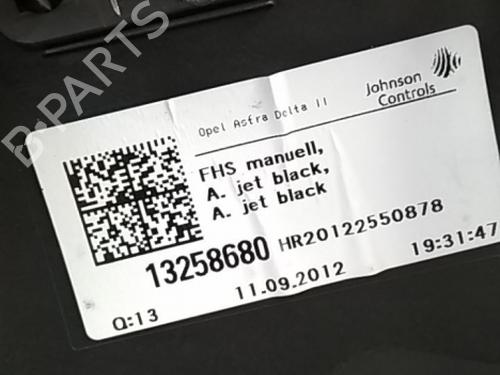 B-PARTS
Opel Asfra Delta II
Johnson
Controls
FHS manuell,
A. jet black,
A. jet black
13258680 HR20122550878
Q:13 11.09.2012 19:31:47